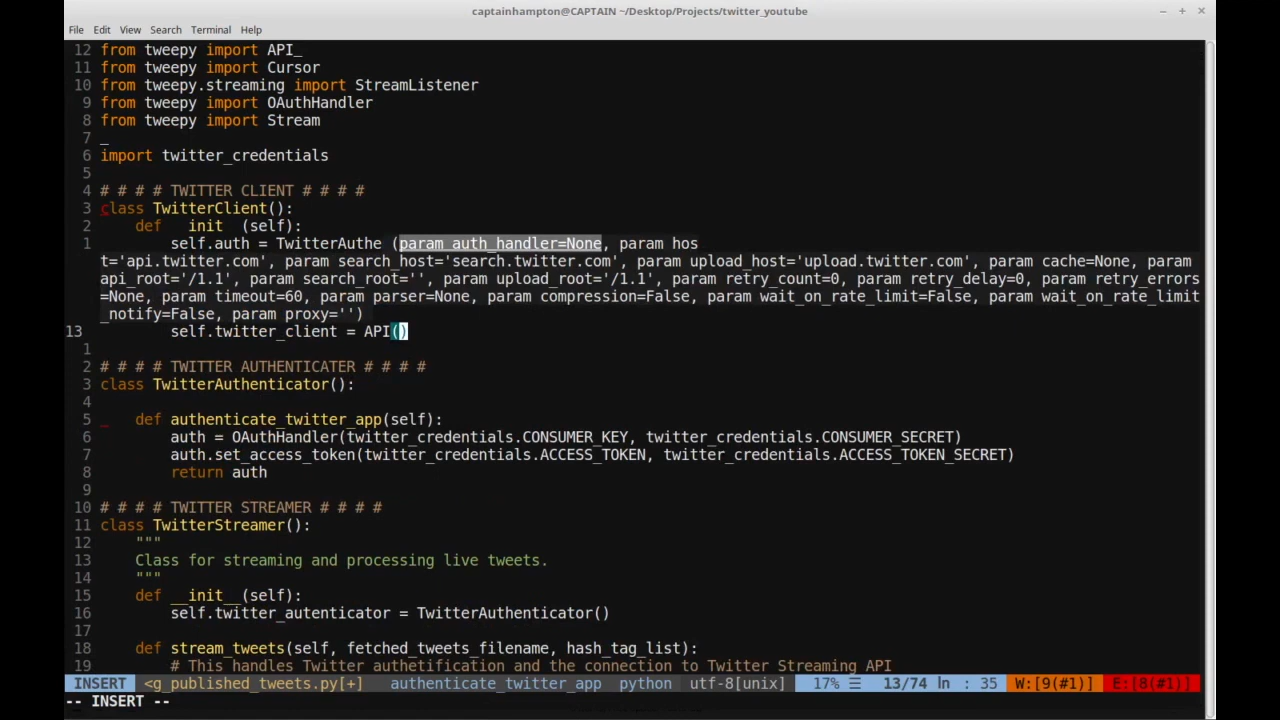 captainhampton@CAPTAIN ~/Desktop/Projects/twitter_youtube
File Edit View Search Terminal Help
12 from tweepy import API_
11 from tweepy import Cursor
10 from tweepy.streaming import StreamListener
9 from tweepy import OAuthHandler
8 from tweepy import Stream
7 _
6 import twitter_credentials
5
4 # # # # TWITTER CLIENT # # # #
3 class TwitterClient():
2 def init (self):
1 self.auth = TwitterAuthe (param auth_handler=None, param hos
t='api.twitter.com', param search_host='search.twitter.com', param upload_host='upload.twitter.com', param cache=None, param
api_root='/1.1', param search_root='', param upload_root='/1.1', param retry_count=0, param retry_delay=0, param retry_errors
=None, param timeout=60, param parser=None, param compression=False, param wait_on_rate_limit=False, param wait_on_rate_limit
_notify=False, param proxy='')
13 self.twitter_client = API()
1
2 # # # # TWITTER AUTHENTICATER # # # #
3 class TwitterAuthenticator():
4
5 _ def authenticate_twitter_app(self):
6 auth = OAuthHandler(twitter_credentials.CONSUMER_KEY, twitter_credentials.CONSUMER_SECRET)
7 auth.set_access_token(twitter_credentials.ACCESS_TOKEN, twitter_credentials.ACCESS_TOKEN_SECRET)
8 return auth
9
10 # # # # TWITTER STREAMER # # # #
11 class TwitterStreamer():
12 """
13 Class for streaming and processing live tweets.
14 """
15 def __init__(self):
16 self.twitter_autenticator = TwitterAuthenticator()
17
18 def stream_tweets(self, fetched_tweets_filename, hash_tag_list):
19 # This handles Twitter authetification and the connection to Twitter Streaming API
INSERT <g_published_tweets.py[+] authenticate_twitter_app python utf-8[unix] 17% ☰ 13/74 ln : 35 W:[9(#1)] E:[8(#1)]
-- INSERT --